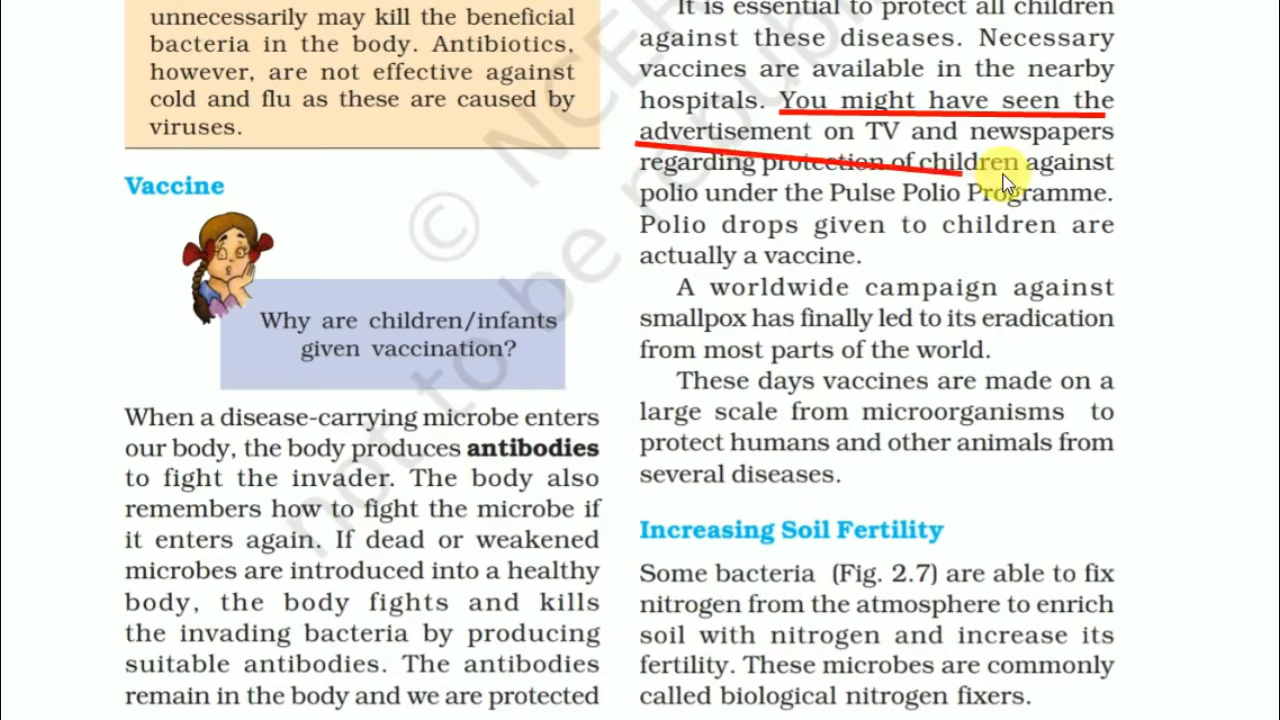 unnecessarily may kill the beneficial
bacteria in the body. Antibiotics,
however, are not effective against
cold and flu as these are caused by
viruses.
Vaccine
Why are children/infants
given vaccination?
When a disease-carrying microbe enters
our body, the body produces antibodies
to fight the invader. The body also
remembers how to fight the microbe if
it enters again. If dead or weakened
microbes are introduced into a healthy
body, the body fights and kills
the invading bacteria by producing
suitable antibodies. The antibodies
remain in the body and we are protected
It is essential to protect all children
against these diseases. Necessary
vaccines are available in the nearby
hospitals. You might have seen the
advertisement on TV and newspapers
regarding protection of children against
polio under the Pulse Polio Programme.
Polio drops given to children are
actually a vaccine.
A worldwide campaign against
smallpox has finally led to its eradication
from most parts of the world.
These days vaccines are made on a
large scale from microorganisms to
protect humans and other animals from
several diseases.
Increasing Soil Fertility
Some bacteria (Fig. 2.7) are able to fix
nitrogen from the atmosphere to enrich
soil with nitrogen and increase its
fertility. These microbes are commonly
called biological nitrogen fixers.
© NCER
not to be republi